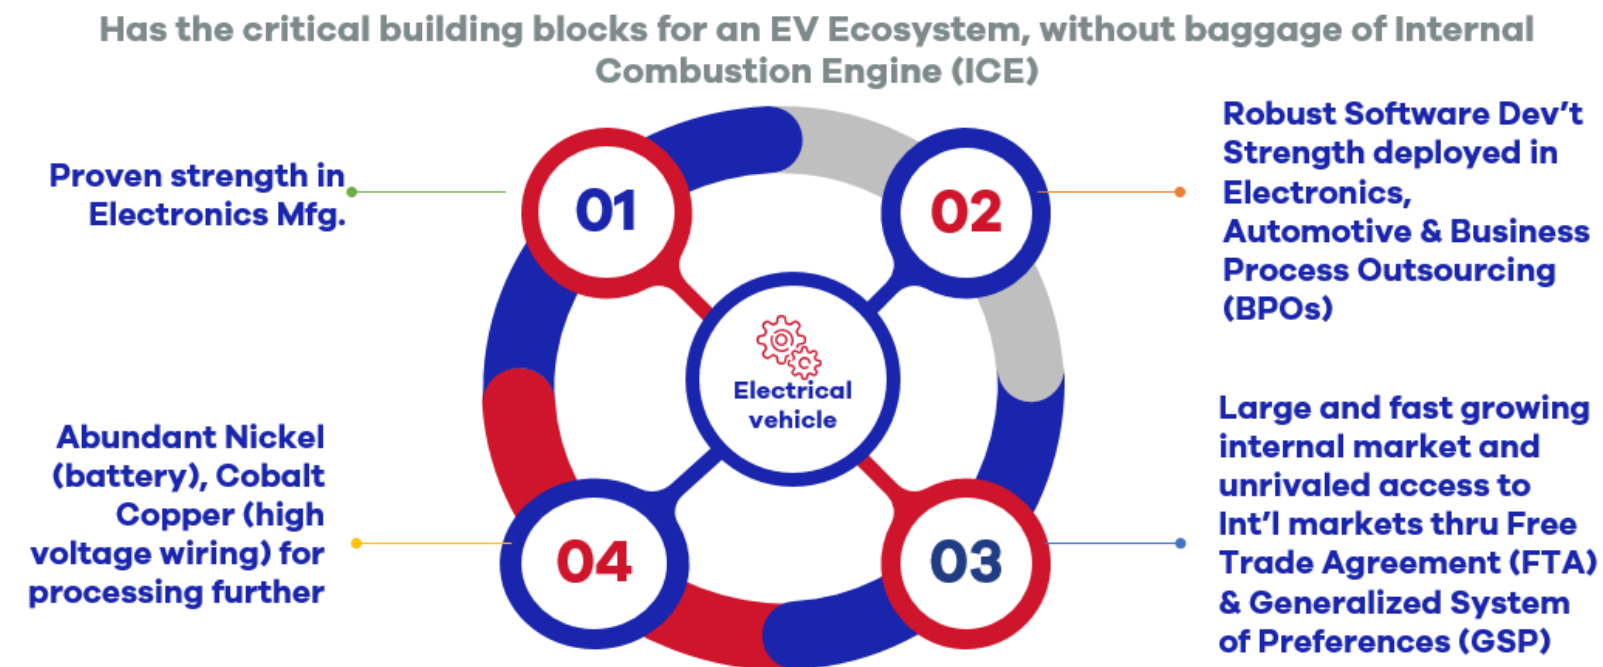 Has the critical building blocks for an EV Ecosystem, without baggage of Internal
Combustion Engine (ICE)
Proven strength in
Electronics Mfg.
01
02
Robust Software Dev't
Strength deployed in
Electronics,
Automotive & Business
Process Outsourcing
(BPOs)
Electrical
vehicle
Abundant Nickel
(battery), Cobalt
Copper (high
voltage wiring) for
processing further
04
03
Large and fast growing
internal market and
unrivaled access to
Int'l markets thru Free
Trade Agreement (FTA)
& Generalized System
of Preferences (GSP)